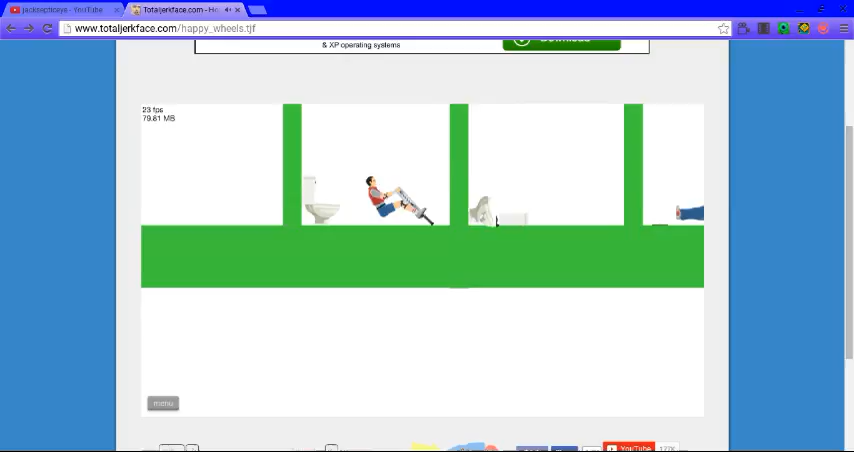 jacksepticeye - YouTube
Totaljerkface.com - Ho
www.totaljerkface.com/happy_wheels.tjf
& XP operating systems
23 fps
79.81 MB
menu
YouTube
177K